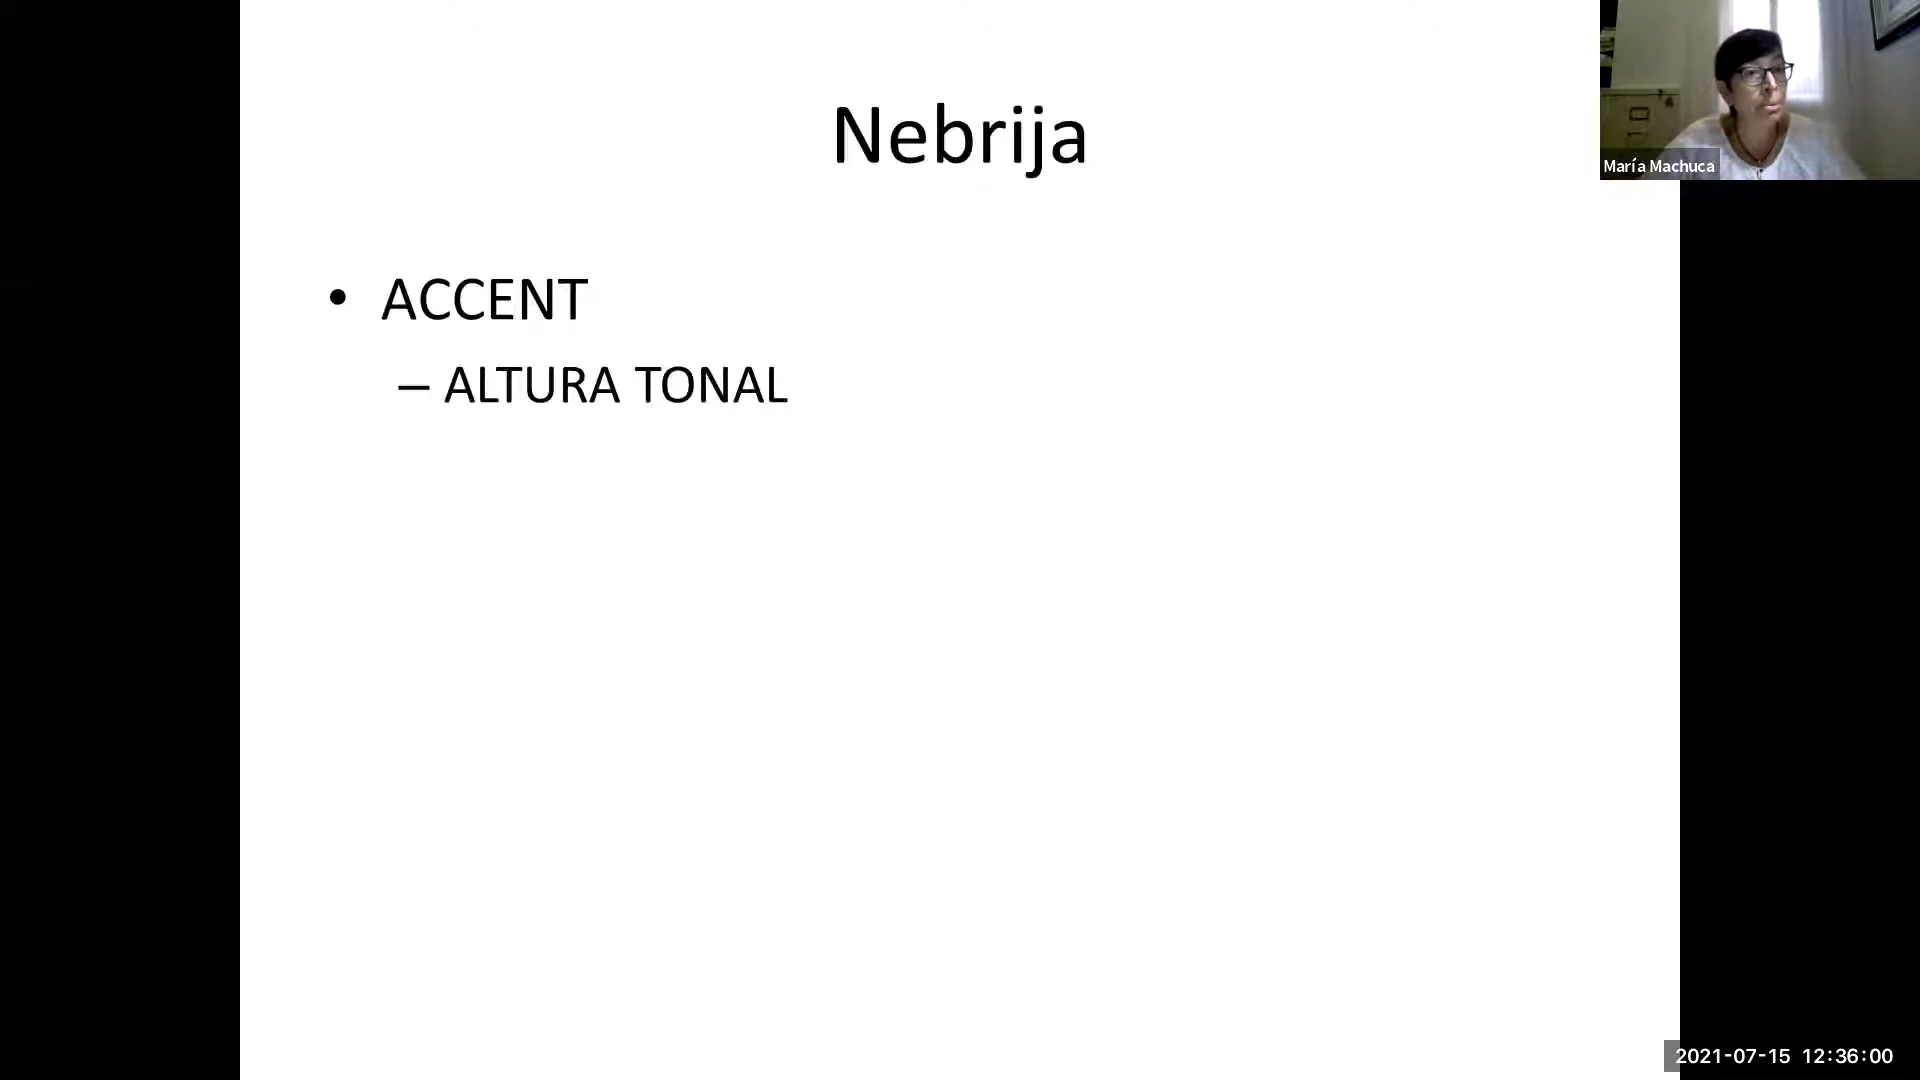 Nebrija
María Machuca
• ACCENT
– ALTURA TONAL
2021-07-15 12:36:00